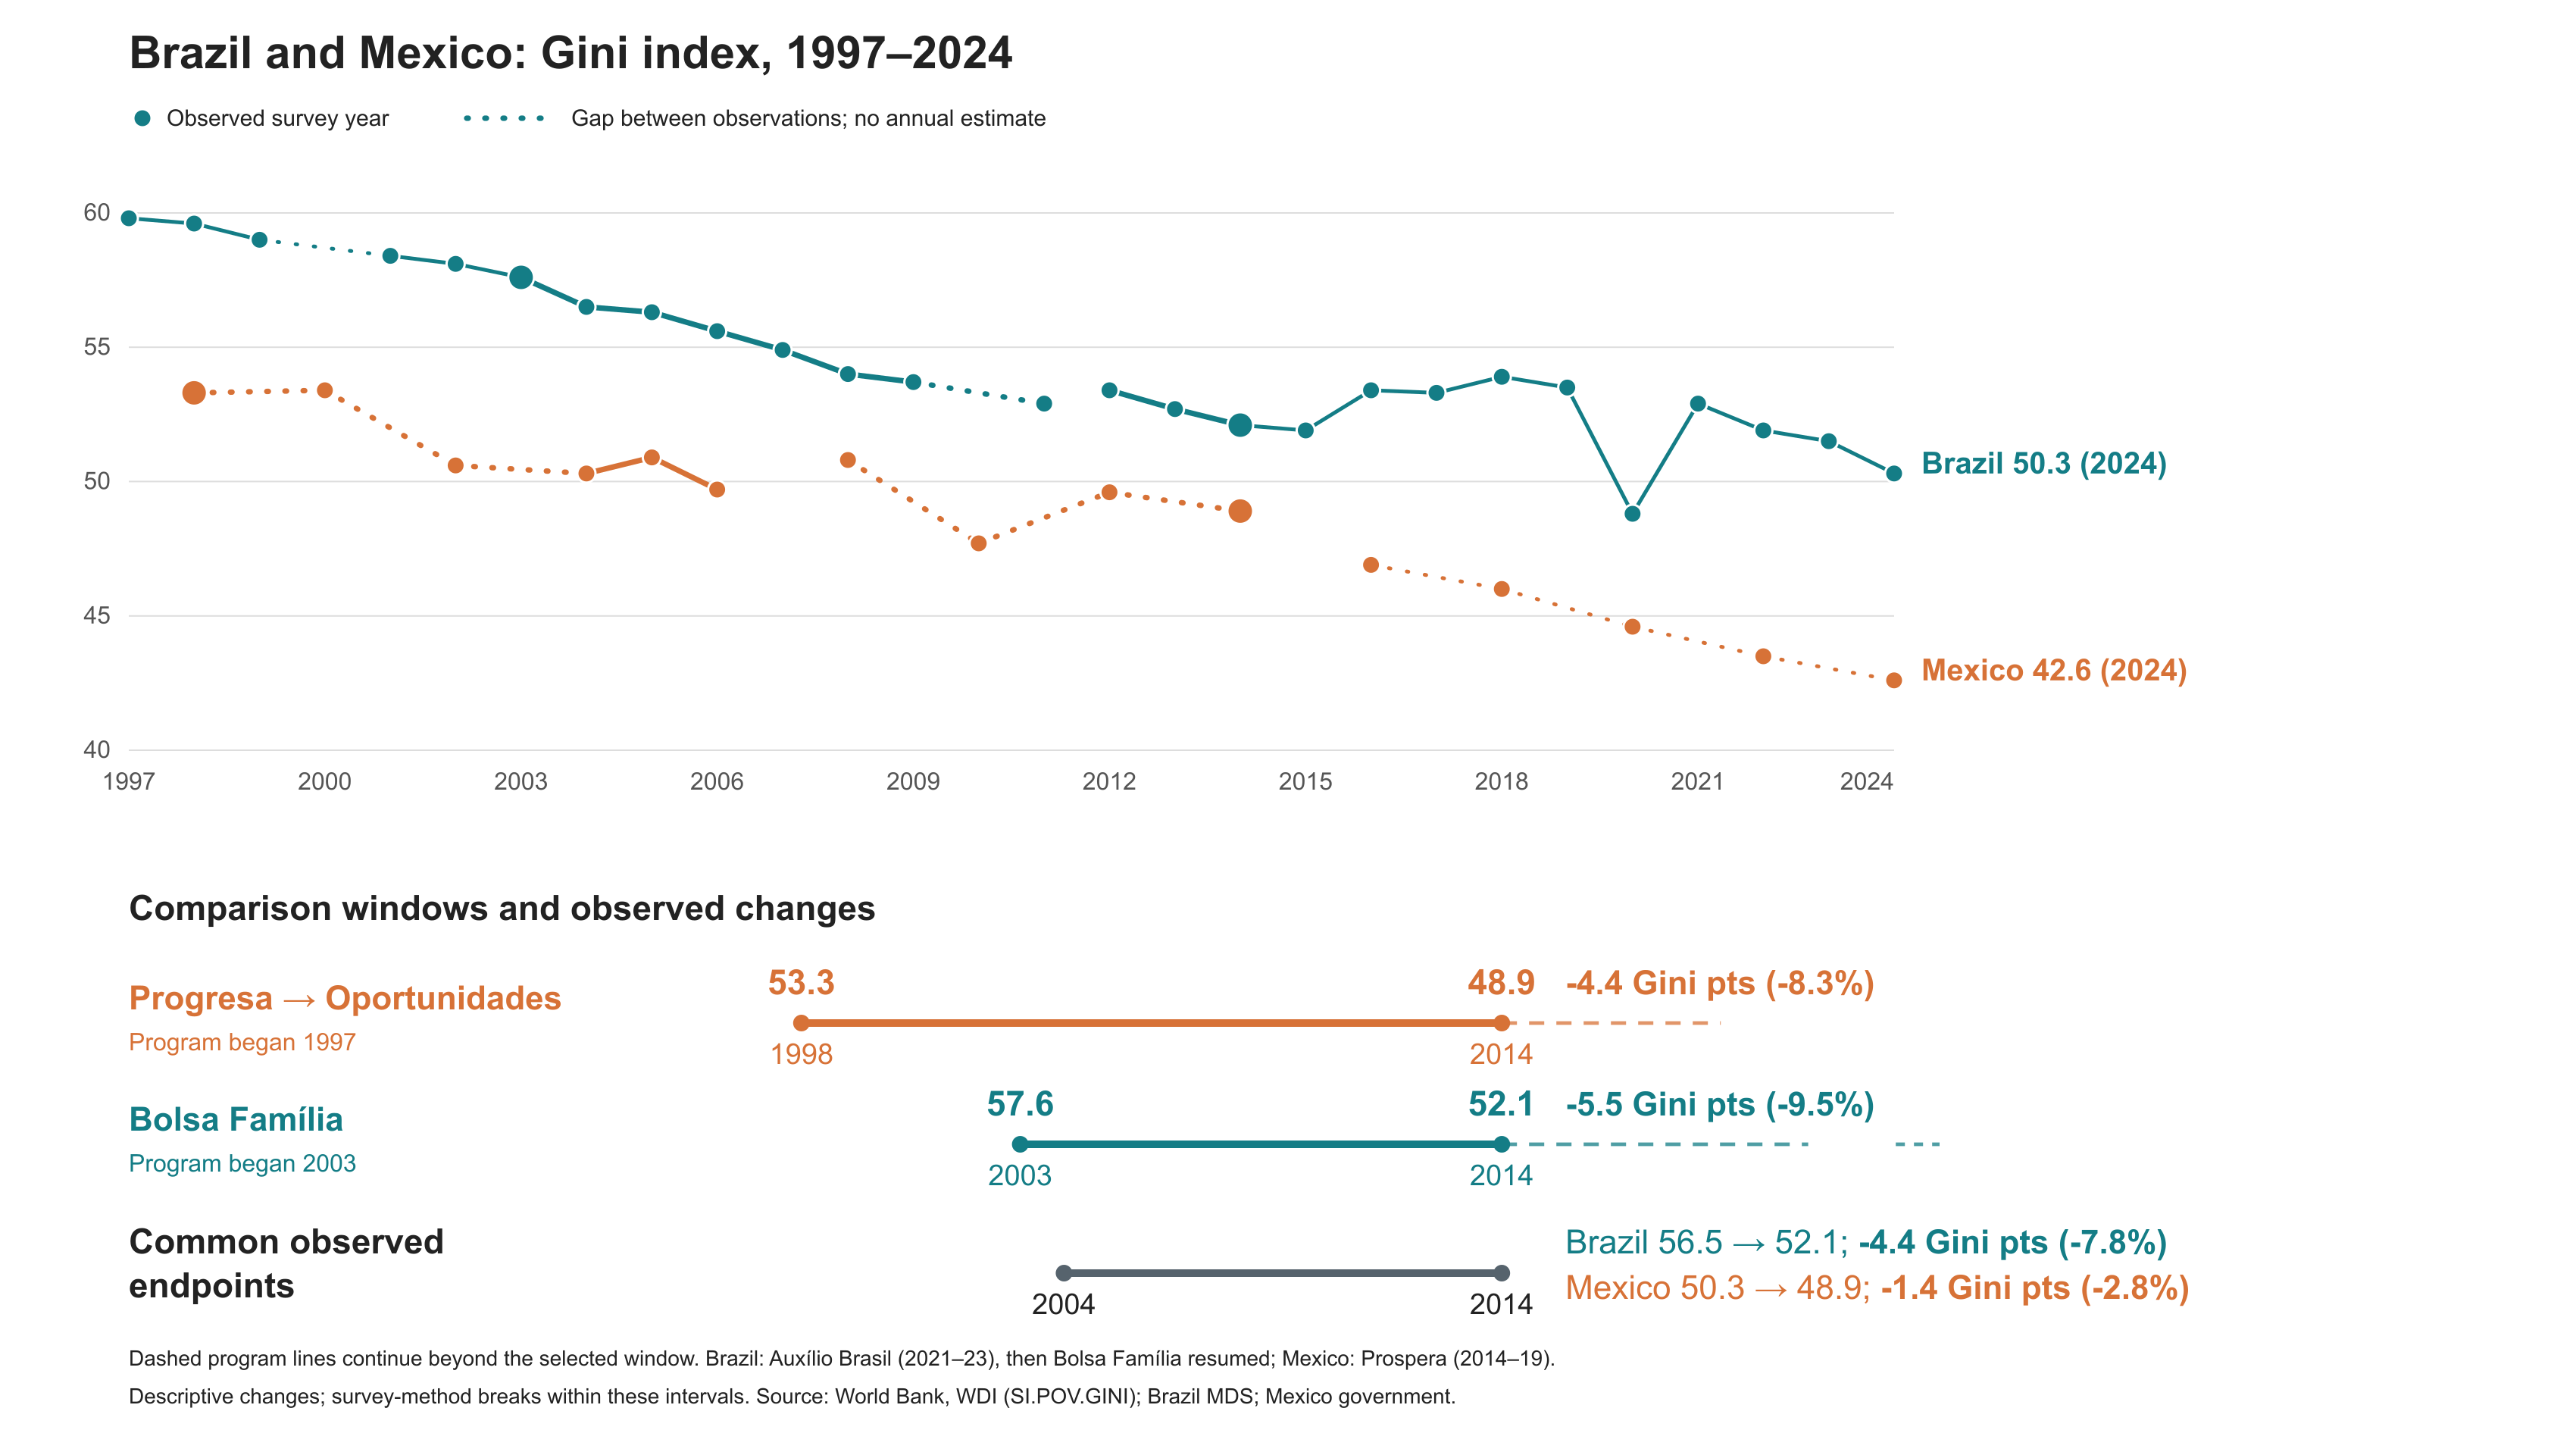 Brazil and Mexico: Gini index, 1997–2024
Observed survey year
Gap between observations; no annual estimate
60
55
50
45
40
Brazil 50.3 (2024)
Mexico 42.6 (2024)
1997 2000 2003 2006 2009 2012 2015 2018 2021 2024
Comparison windows and observed changes
Progresa → Oportunidades
Program began 1997
53.3 48.9 -4.4 Gini pts (-8.3%)
1998 2014
Bolsa Família
Program began 2003
57.6 52.1 -5.5 Gini pts (-9.5%)
2003 2014
Common observed
endpoints
2004 2014
Brazil 56.5 → 52.1; -4.4 Gini pts (-7.8%)
Mexico 50.3 → 48.9; -1.4 Gini pts (-2.8%)
Dashed program lines continue beyond the selected window. Brazil: Auxílio Brasil (2021–23), then Bolsa Família resumed; Mexico: Prospera (2014–19).
Descriptive changes; survey-method breaks within these intervals. Source: World Bank, WDI (SI.POV.GINI); Brazil MDS; Mexico government.